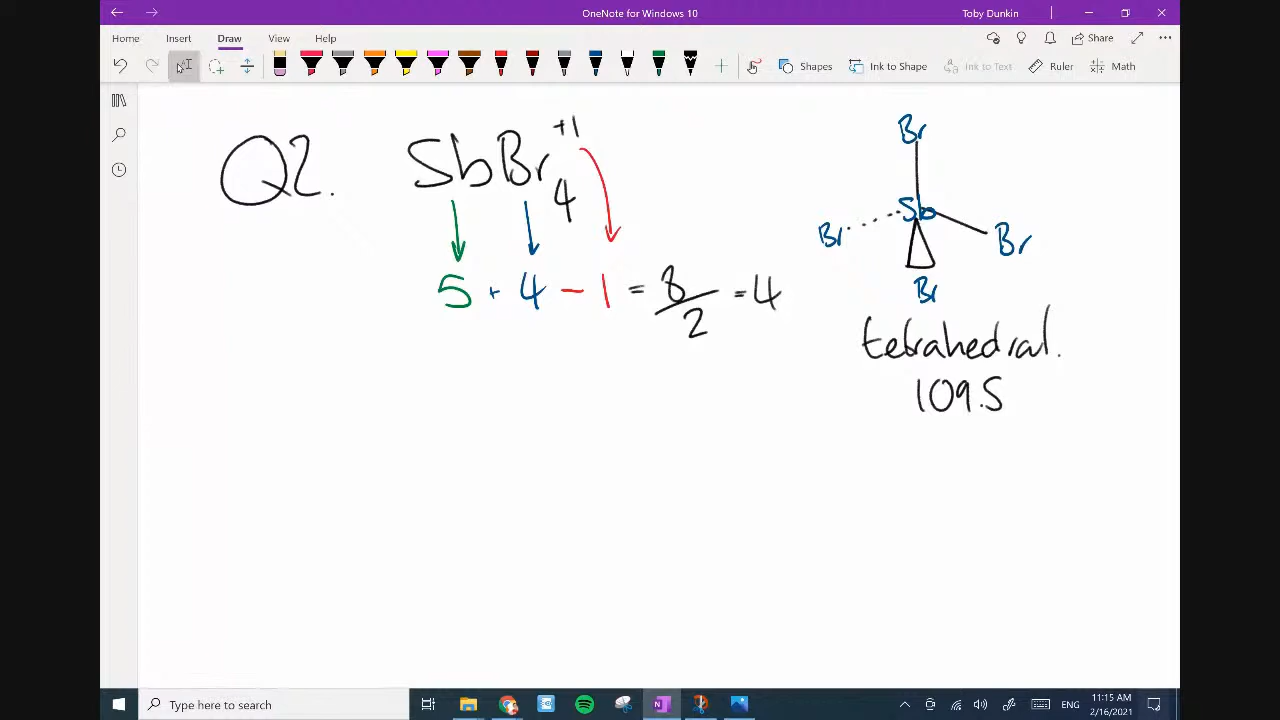 OneNote for Windows 10
Toby Dunkin
Home Insert Draw View Help
Share
Shapes Ink to Shape Ink to Text Ruler Math
Q2. SbBr4 +1
5 + 4 - 1 = 8/2 = 4
Br
Sb
Br Br
Br
tetrahedral.
109.5
Type here to search
ENG
11:15 AM
2/16/2021